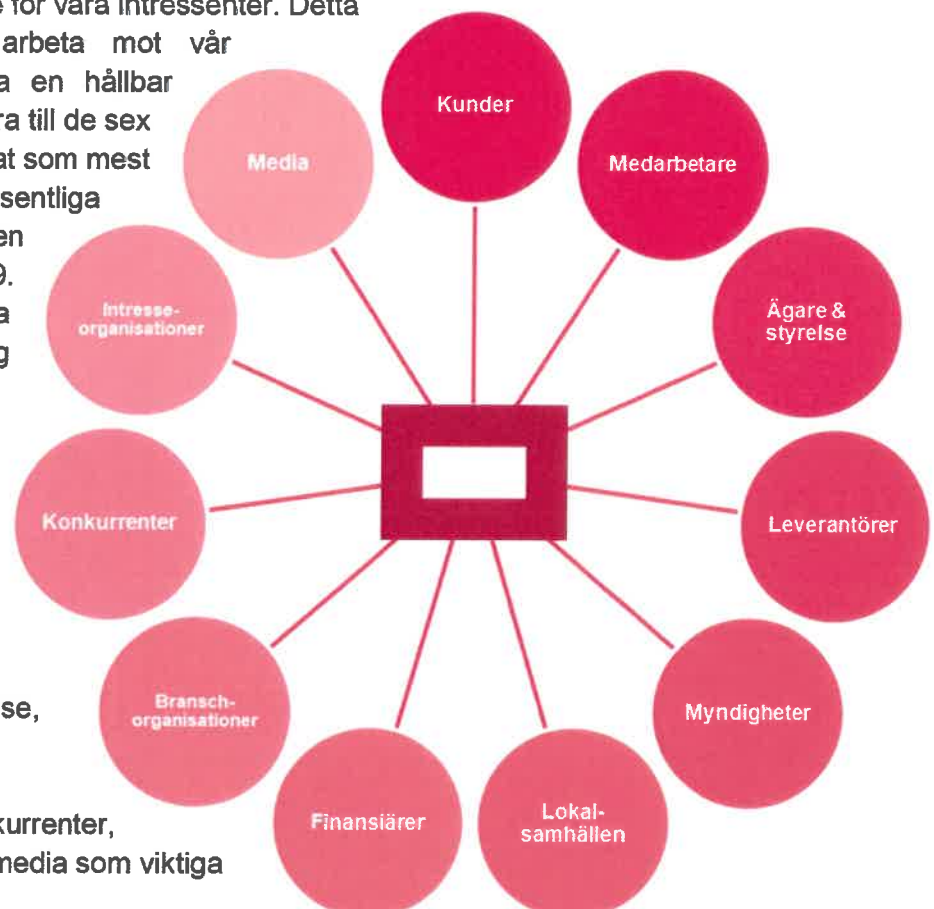 e för våra intressenter. Detta
arbeta mot vår
a en hållbar
ra till de sex
at som mest
sentliga
en
9.
a
g
se,
kurrenter,
media som viktiga
Kunder
Medarbetare
Ägare &
styrelse
Leverantörer
Myndigheter
Lokal-
samhällen
Finansiärer
Bransch-
organisationer
Konkurrenter
Intresse-
organisationer
Media